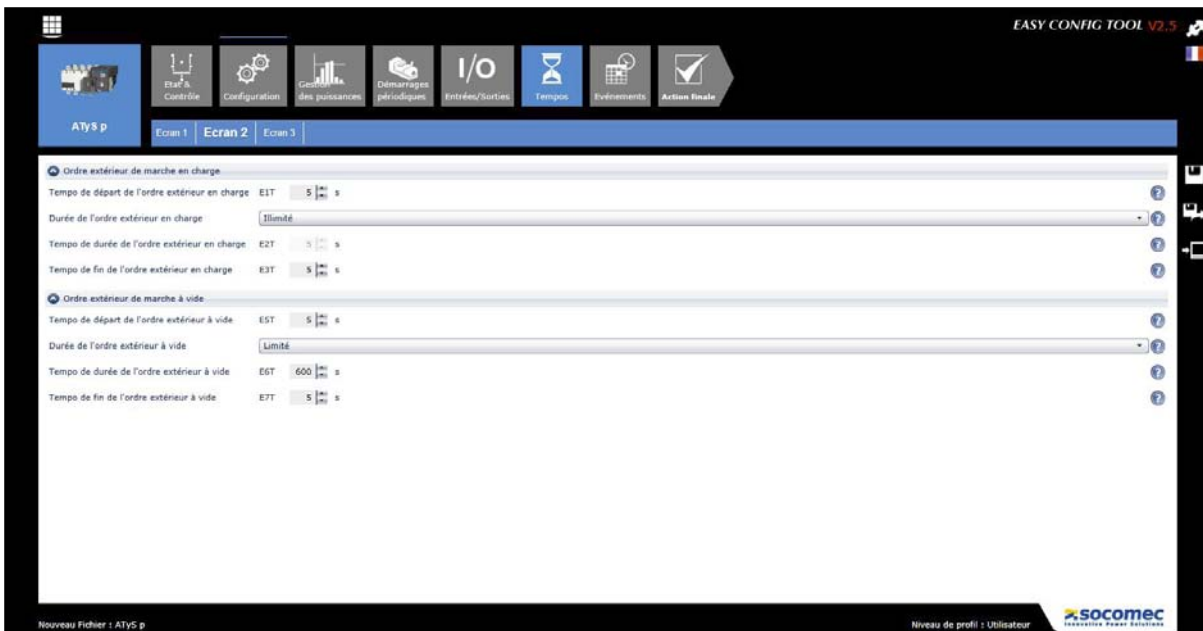 EASY CONFIG TOOL V2.5
Etat & Contrôle
Configuration
Gestion des puissances
Démarrages périodiques
I/O
Entrées/Sorties
Tempos
Evénements
Action finale
ATyS p
Ecran 1 Ecran 2 Ecran 3
Ordre extérieur de marche en charge
Tempo de départ de l'ordre extérieur en charge E1T 5 s
Durée de l'ordre extérieur en charge Illimité
Tempo de durée de l'ordre extérieur en charge E2T 5 s
Tempo de fin de l'ordre extérieur en charge E3T 5 s
Ordre extérieur de marche à vide
Tempo de départ de l'ordre extérieur à vide E5T 5 s
Durée de l'ordre extérieur à vide Limité
Tempo de durée de l'ordre extérieur à vide E6T 600 s
Tempo de fin de l'ordre extérieur à vide E7T 5 s
Nouveau Fichier : ATyS p
Niveau de profil : Utilisateur
socomec
Innovative Power Solutions